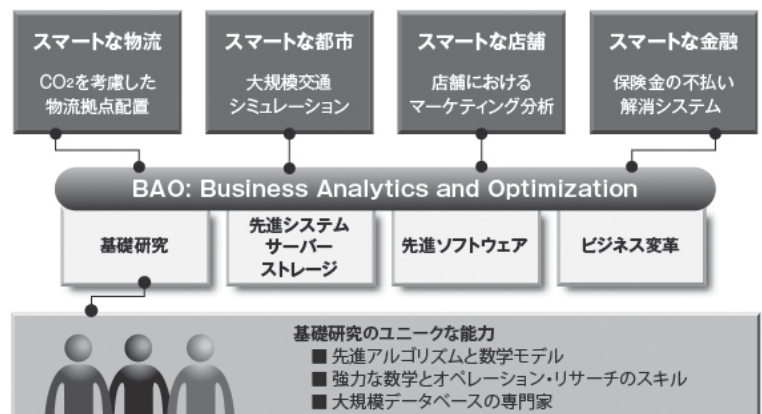 スマートな物流
CO2を考慮した
物流拠点配置
スマートな都市
大規模交通
シミュレーション
スマートな店舗
店舗における
マーケティング分析
スマートな金融
保険金の不払い
解消システム
BAO: Business Analytics and Optimization
基礎研究
先進システム
サーバー
ストレージ
先進ソフトウェア
ビジネス変革
基礎研究のユニークな能力
■ 先進アルゴリズムと数学モデル
■ 強力な数学とオペレーション・リサーチのスキル
■ 大規模データベースの専門家